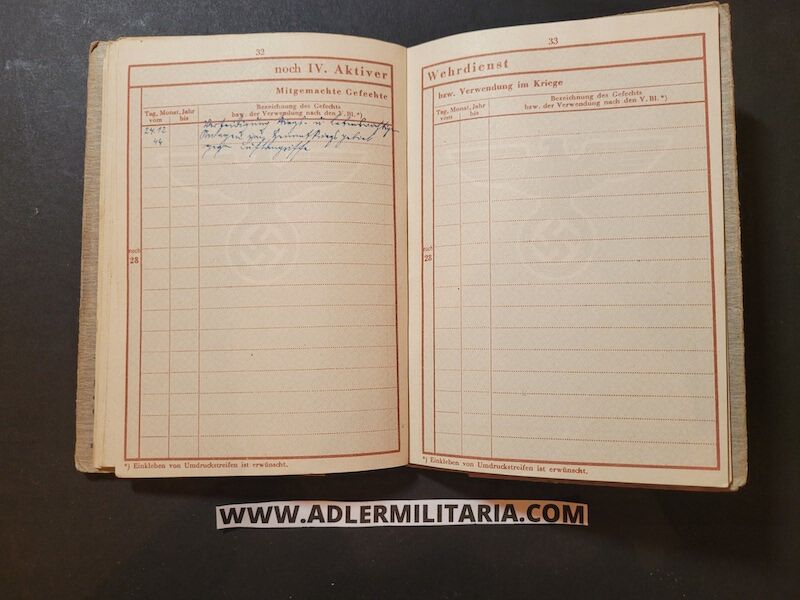 32
noch IV. Aktiver
Mitgemachte Gefechte
Tag, Monat, Jahr
vom bis
Bezeichnung des Gefechts
bzw. der Verwendung nach den V. Bl. *)
24.12
44
u
Luftangriffe
noch
28
*) Einkleben von Umdruckstreifen ist erwünscht.
33
Wehrdienst
bzw. Verwendung im Kriege
Tag, Monat, Jahr
vom bis
Bezeichnung des Gefechts
bzw. der Verwendung nach den V. Bl. *)
noch
28
*) Einkleben von Umdruckstreifen ist erwünscht.
WWW.ADLERMILITARIA.COM